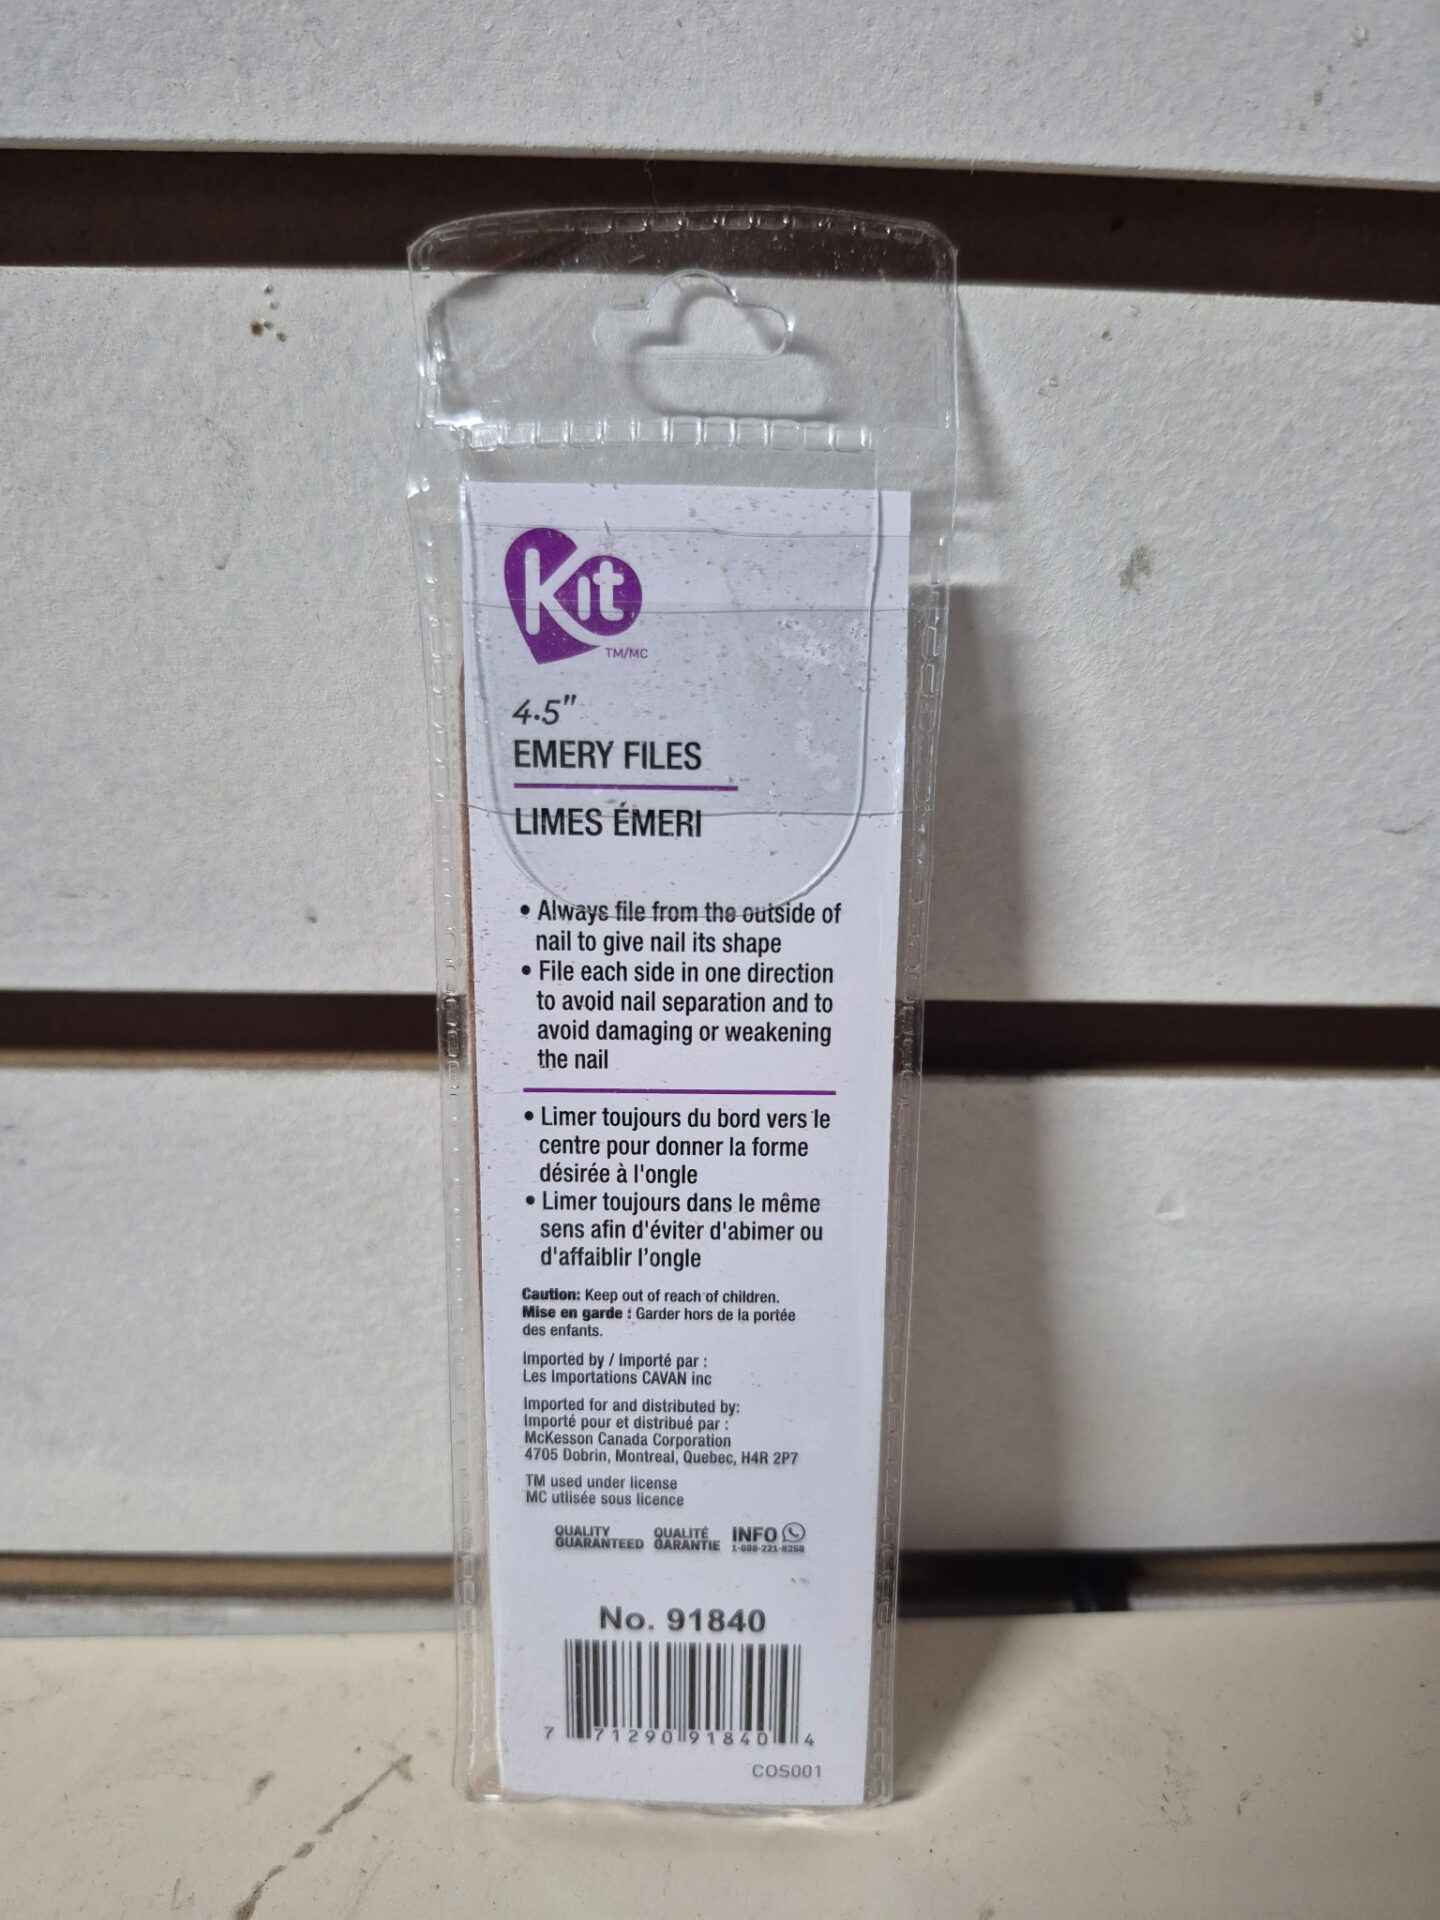 Kit
TM/MC
4.5"
EMERY FILES
LIMES ÉMERI
• Always file from the outside of
nail to give nail its shape
• File each side in one direction
to avoid nail separation and to
avoid damaging or weakening
the nail
• Limer toujours du bord vers le
centre pour donner la forme
désirée à l'ongle
• Limer toujours dans le même
sens afin d'éviter d'abimer ou
d'affaiblir l'ongle
Caution: Keep out of reach of children.
Mise en garde : Garder hors de la portée
des enfants.
Imported by / Importé par :
Les Importations CAVAN inc
Imported for and distributed by:
Importé pour et distribué par :
McKesson Canada Corporation
4705 Dobrin, Montreal, Quebec, H4R 2P7
TM used under license
MC utlisée sous licence
QUALITY GUARANTEED QUALITÉ GARANTIE INFO
1-888-221-8258
No. 91840
7 71290 91840 4
COS001